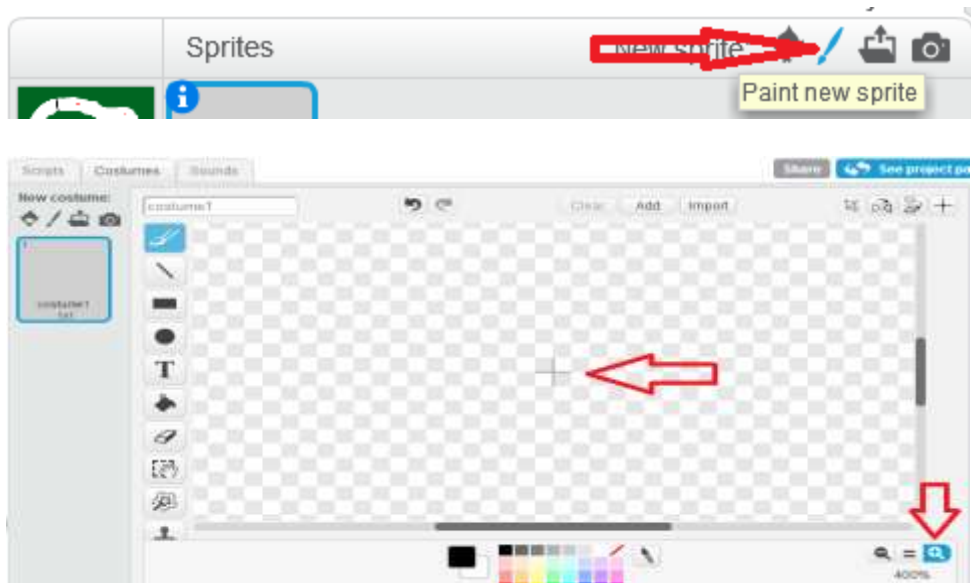 Sprites New sprite
Paint new sprite
Scripts Costumes Sounds Share See project pa
New costume: costume1 Clear Add Import
T
1
costume1
400%